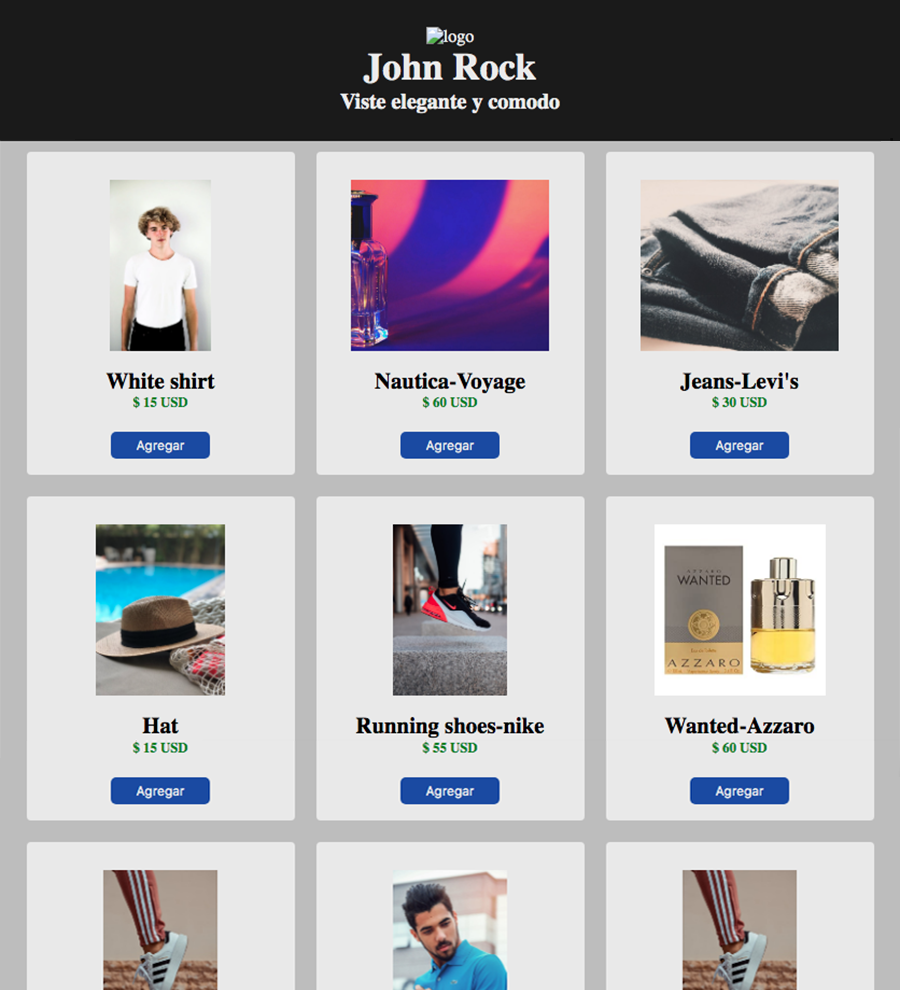 logo
John Rock
Viste elegante y comodo
White shirt
$ 15 USD
Agregar
Nautica-Voyage
$ 60 USD
Agregar
Jeans-Levi's
$ 30 USD
Agregar
AZZARO
WANTED
AZZARO
Hat
$ 15 USD
Agregar
Running shoes-nike
$ 55 USD
Agregar
Wanted-Azzaro
$ 60 USD
Agregar